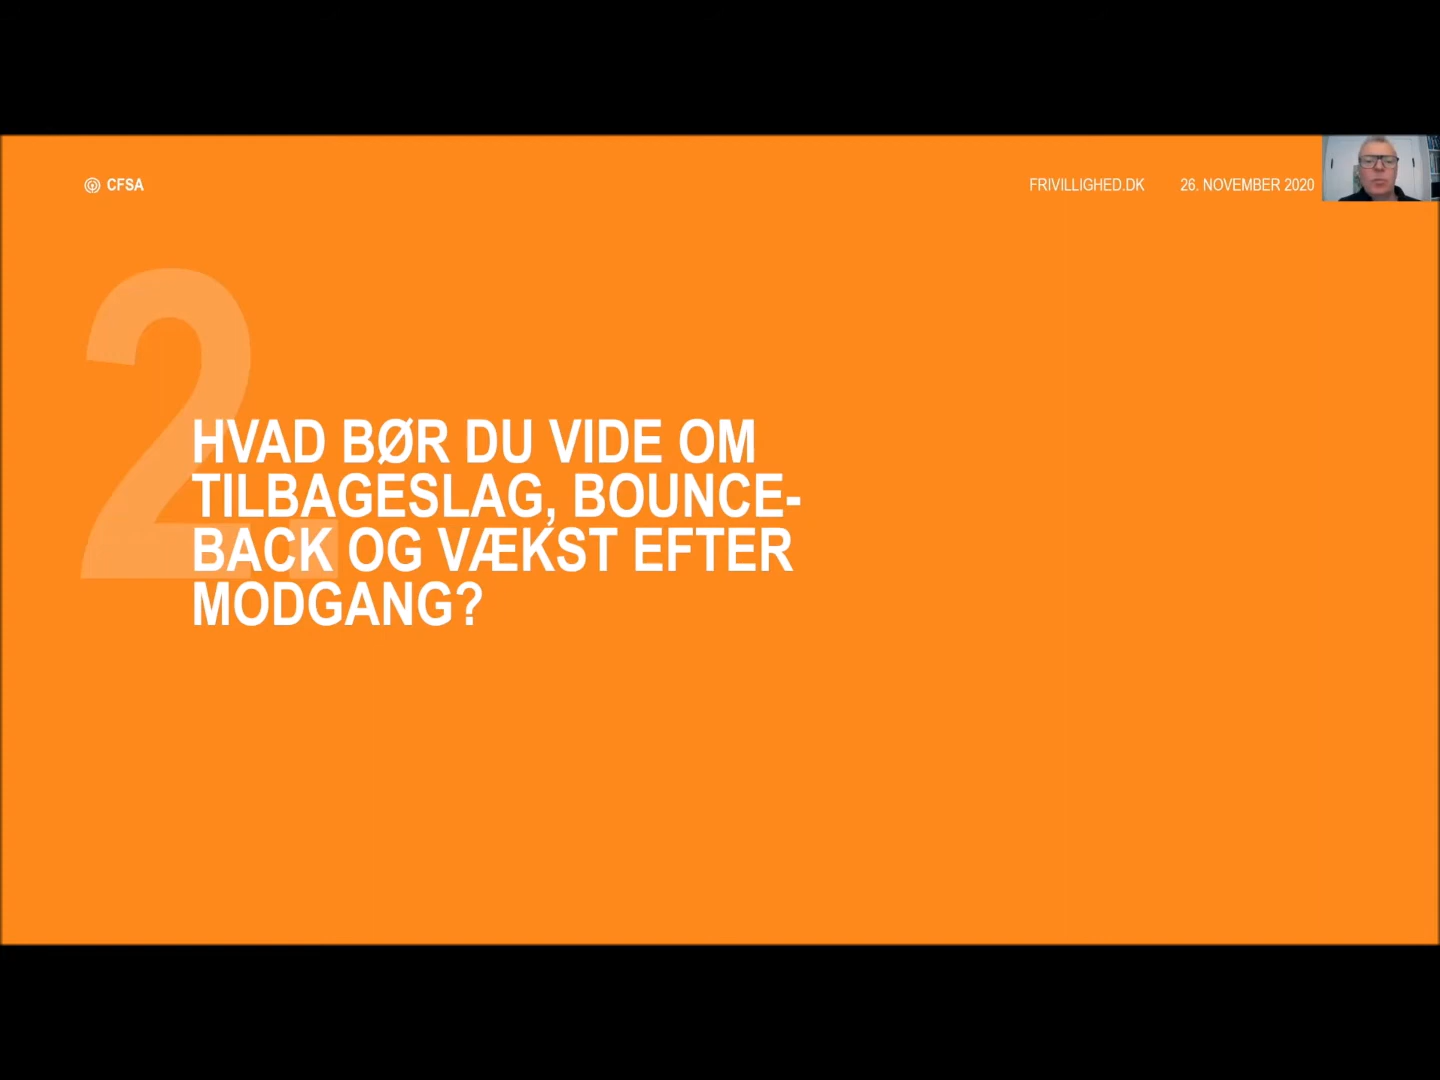 CFSA
FRIVILLIGHED.DK
26. NOVEMBER 2020
2.
HVAD BØR DU VIDE OM
TILBAGESLAG, BOUNCE-
BACK OG VÆKST EFTER
MODGANG?